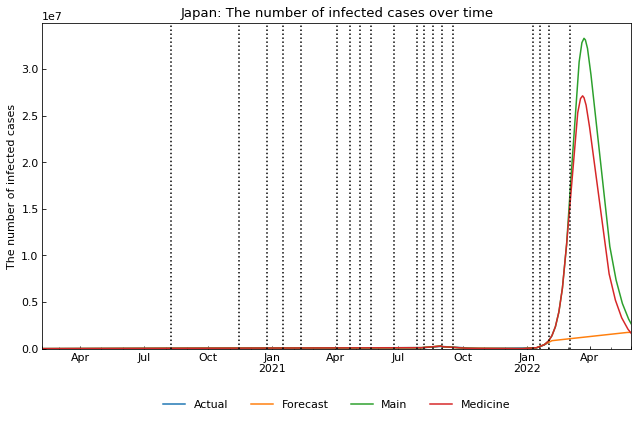 Japan: The number of infected cases over time
1e7
The number of infected cases
3.0
2.5
2.0
1.5
1.0
0.5
0.0
Apr Jul Oct Jan Apr Jul Oct Jan Apr
2021 2022
Actual Forecast Main Medicine